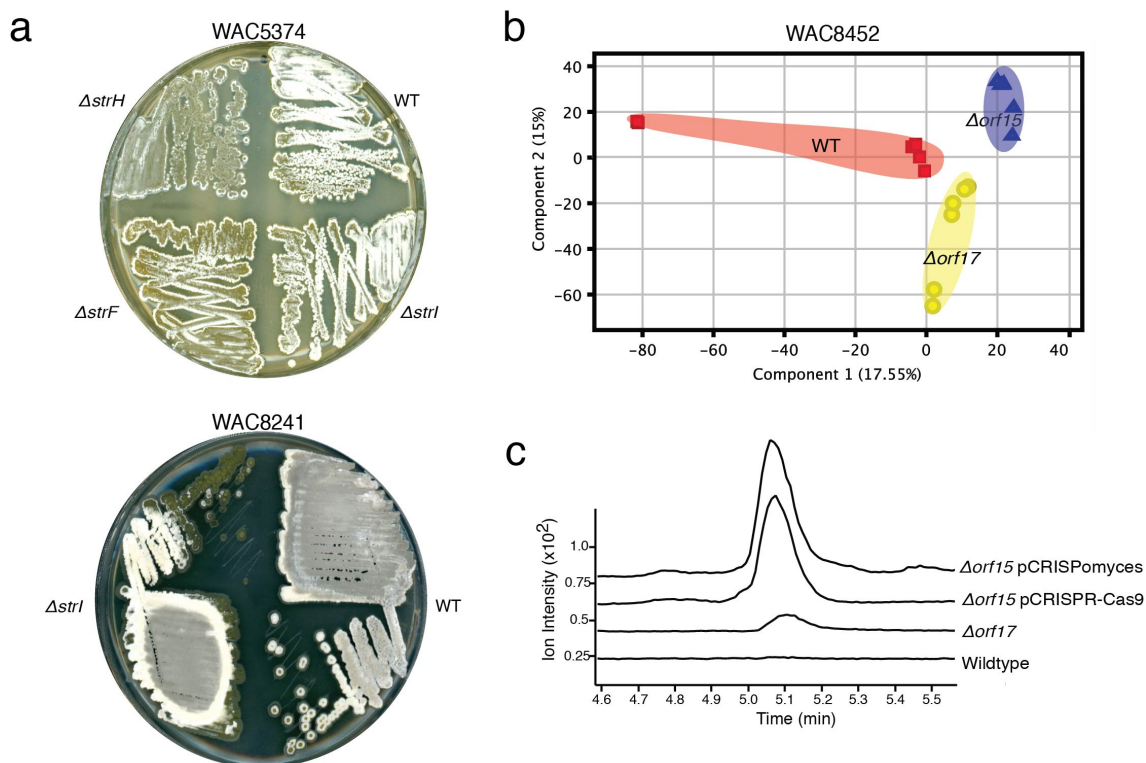 a
WAC5374
ΔstrH
WT
ΔstrF
ΔstrI
WAC8241
ΔstrI
WT
b
WAC8452
Component 2 (15%)
40
20
0
−20
−40
−60
WT
Δorf15
Δorf17
−80
−60
−40
−20
0
20
40
Component 1 (17.55%)
c
Ion Intensity (x10²)
1.0
0.75
0.5
0.25
Δorf15 pCRISPomyces
Δorf15 pCRISPR-Cas9
Δorf17
Wildtype
4.6 4.7 4.8 4.9 5.0 5.1 5.2 5.3 5.4 5.5
Time (min)